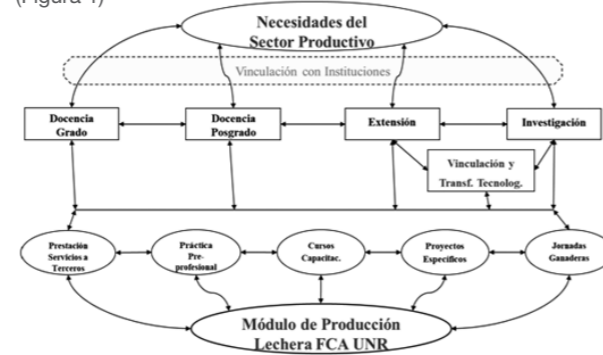 (Figura 1)
Necesidades del
Sector Productivo
Vinculación con Instituciones
Docencia
Grado
Docencia
Posgrado
Extensión
Investigación
Vinculación y
Transf. Tecnolog.
Prestación
Servicios a
Terceros
Práctica
Pre-
profesional
Cursos
Capacitac.
Proyectos
Específicos
Jornadas
Ganaderas
Módulo de Producción
Lechera FCA UNR